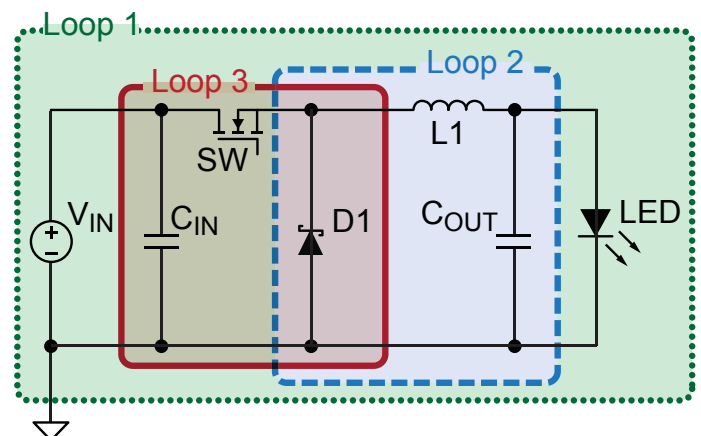 Loop 1
Loop 2
Loop 3
L1
SW
VIN
CIN
D1
COUT
LED